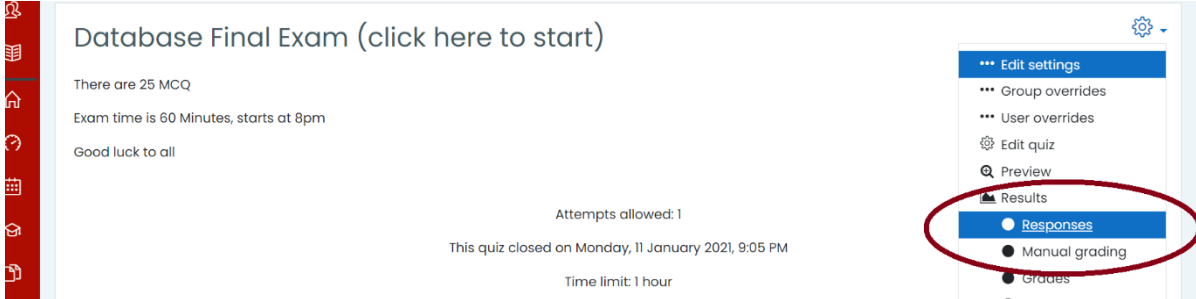 Database Final Exam (click here to start)
There are 25 MCQ
Exam time is 60 Minutes, starts at 8pm
Good luck to all
Attempts allowed: 1
This quiz closed on Monday, 11 January 2021, 9:05 PM
Time limit: 1 hour
Edit settings
Group overrides
User overrides
Edit quiz
Preview
Results
Responses
Manual grading
Grades